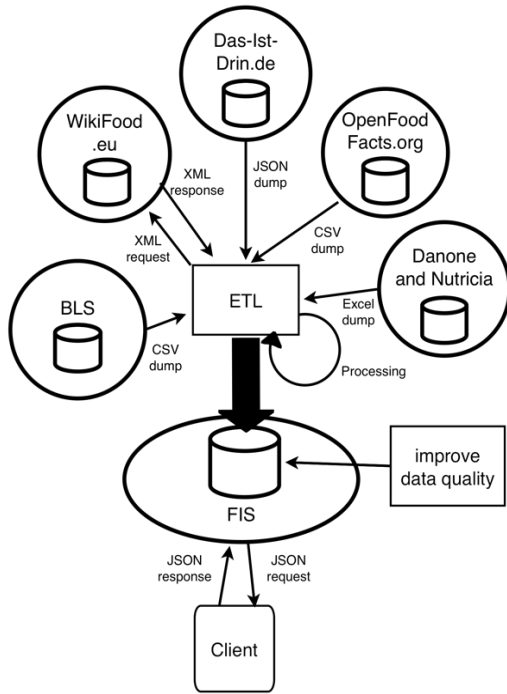 Das-Ist-
Drin.de
WikiFood
.eu
OpenFood
Facts.org
XML
response
JSON
dump
XML
request
CSV
dump
Danone
and Nutricia
ETL
BLS
Excel
dump
CSV
dump
Processing
improve
data quality
FIS
JSON
response
JSON
request
Client